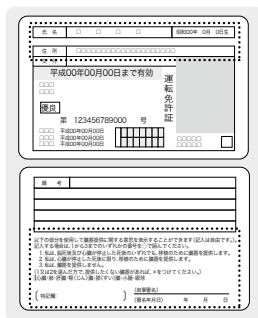 氏 名 □ □ □ □ 昭和00年 0月 0日生
住 所 □□□□□□□□□□□□□□□□□□□□
平成00年00月00日まで有効
□□□
□□□
優良
運転免許証
第 123456789000 号
□□□ 平成00年00月00日
□□□ 平成00年00月00日
□□□ 平成00年00月00日
□□□□□
□□□□□
備 考
以下の部分を使用して臓器提供に関する意思を表示することができます(記入は自由です。)。
記入する場合は、1から3までのいずれかの番号を○で囲んでください。
1. 私は、脳死後及び心臓が停止した死後のいずれでも、移植のために臓器を提供します。
2. 私は、心臓が停止した死後に限り、移植のために臓器を提供します。
3. 私は、臓器を提供しません。
《1又は2を選んだ方で、提供したくない臓器があれば、×をつけてください。》
【心臓・肺・肝臓・腎(じん)臓・膵(すい)臓・小腸・眼球】
〔特記欄: 〕
《自筆署名》
《署名年月日》 年 月 日